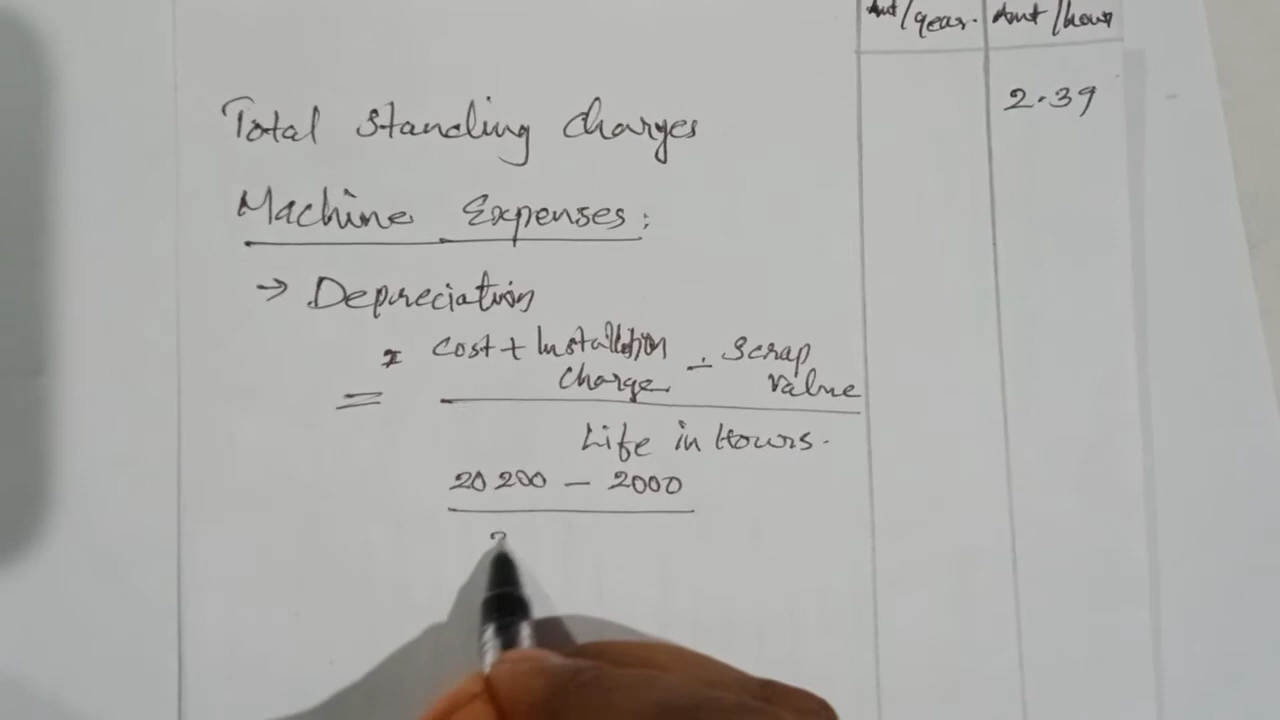 Amt/year. Amt/hour
2.39
Total Standing charges
Machine Expenses:
→ Depreciation
= cost + Installation charge - Scrap value
Life in Hours.
20200 - 2000